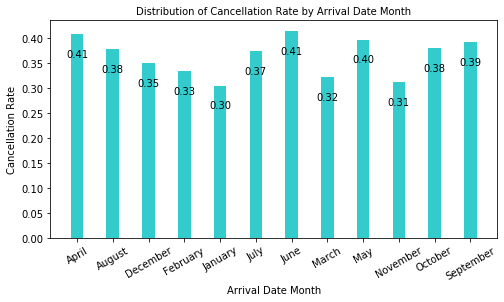 Distribution of Cancellation Rate by Arrival Date Month
Cancellation Rate
0.40
0.35
0.30
0.25
0.20
0.15
0.10
0.05
0.00
0.41
0.38
0.35
0.33
0.30
0.37
0.41
0.32
0.40
0.31
0.38
0.39
April
August
December
February
January
July
June
March
May
November
October
September
Arrival Date Month